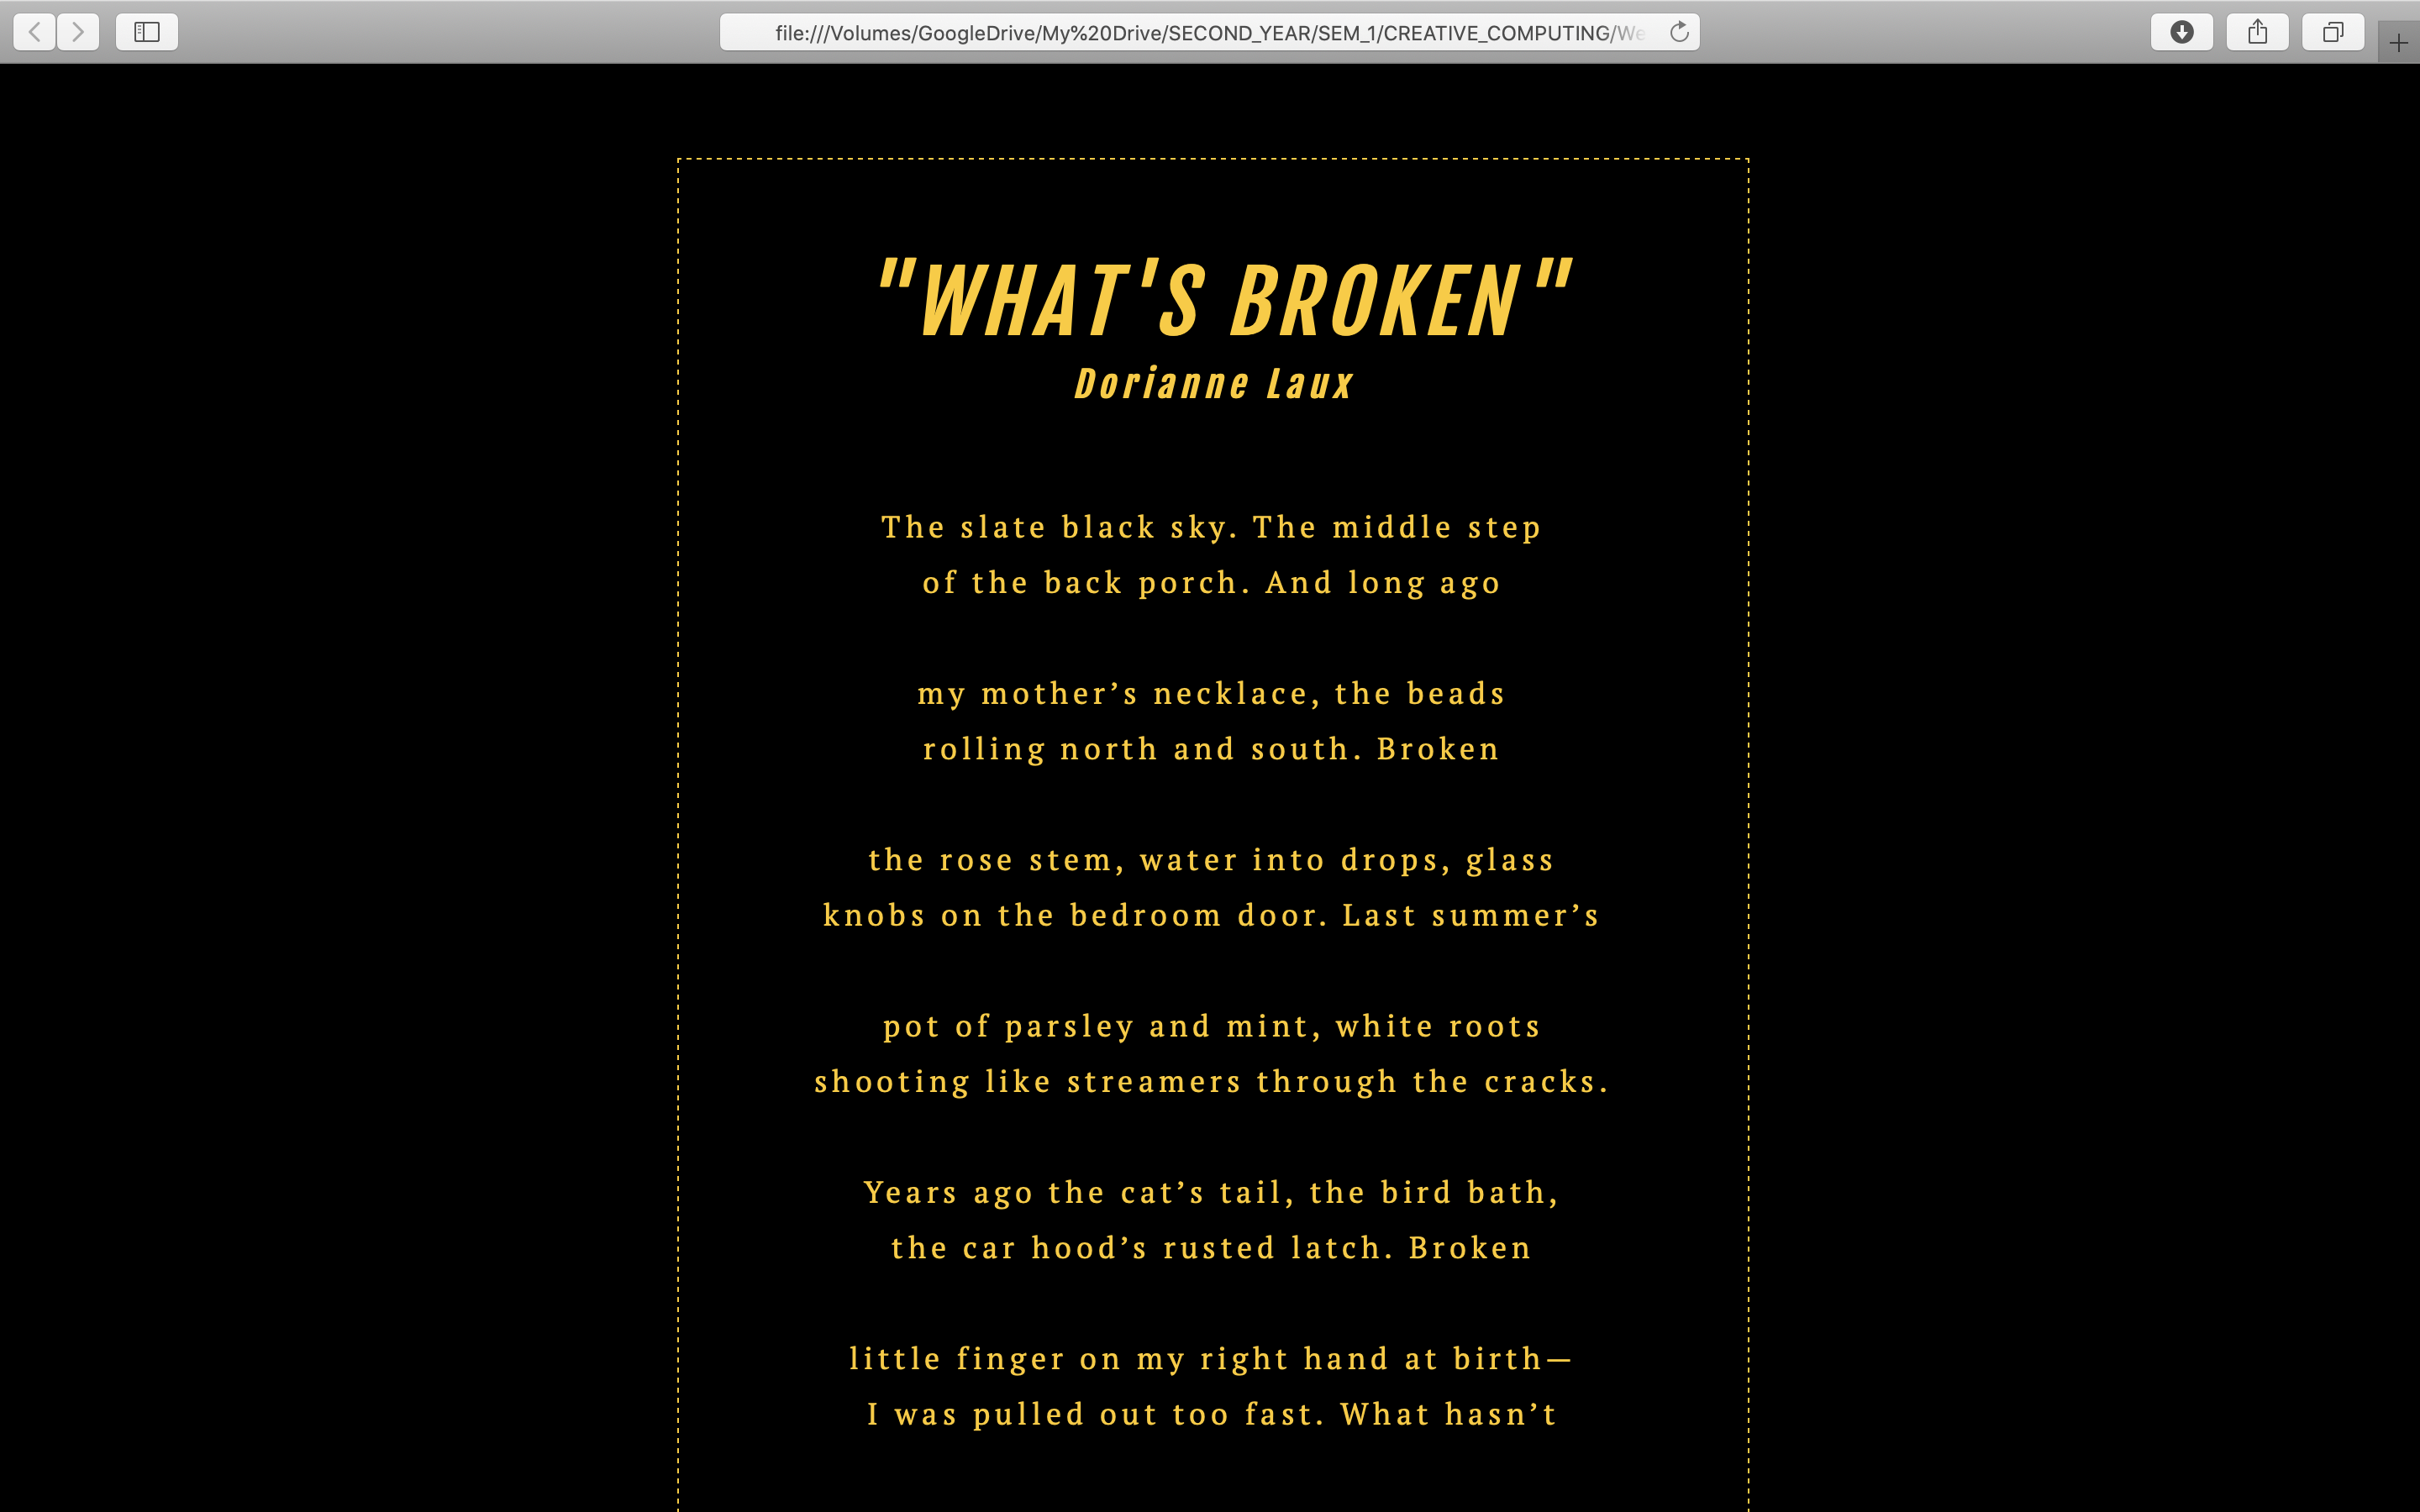 file:///Volumes/GoogleDrive/My%20Drive/SECOND_YEAR/SEM_1/CREATIVE_COMPUTING/We
"WHAT'S BROKEN"
Dorianne Laux
The slate black sky. The middle step
of the back porch. And long ago
my mother’s necklace, the beads
rolling north and south. Broken
the rose stem, water into drops, glass
knobs on the bedroom door. Last summer’s
pot of parsley and mint, white roots
shooting like streamers through the cracks.
Years ago the cat’s tail, the bird bath,
the car hood’s rusted latch. Broken
little finger on my right hand at birth—
I was pulled out too fast. What hasn’t